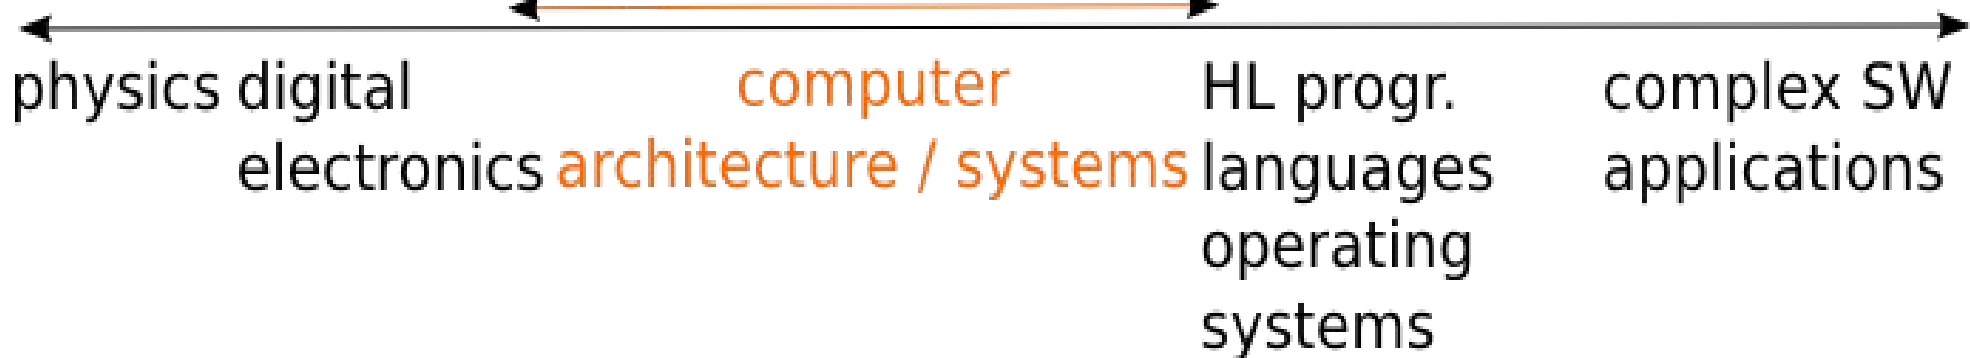 physics
digital
electronics
computer
architecture / systems
HL progr.
languages
operating
systems
complex SW
applications